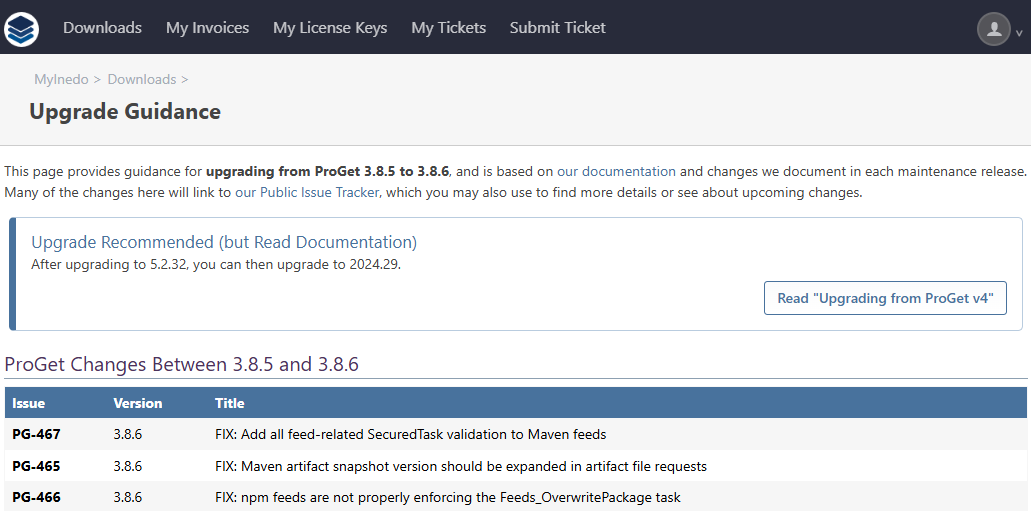 Downloads My Invoices My License Keys My Tickets Submit Ticket
MyInedo > Downloads >
Upgrade Guidance
This page provides guidance for upgrading from ProGet 3.8.5 to 3.8.6, and is based on our documentation and changes we document in each maintenance release.
Many of the changes here will link to our Public Issue Tracker, which you may also use to find more details or see about upcoming changes.
Upgrade Recommended (but Read Documentation)
After upgrading to 5.2.32, you can then upgrade to 2024.29.
Read "Upgrading from ProGet v4"
ProGet Changes Between 3.8.5 and 3.8.6
Issue Version Title
PG-467 3.8.6 FIX: Add all feed-related SecuredTask validation to Maven feeds
PG-465 3.8.6 FIX: Maven artifact snapshot version should be expanded in artifact file requests
PG-466 3.8.6 FIX: npm feeds are not properly enforcing the Feeds_OverwritePackage task